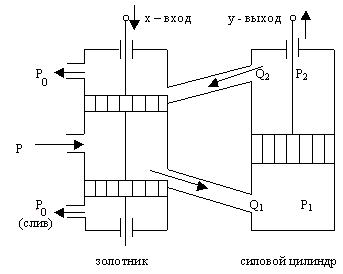 x – вход
y - выход
P0
Q2
P2
P
P0
(слив)
Q1
P1
золотник
силовой цилиндр